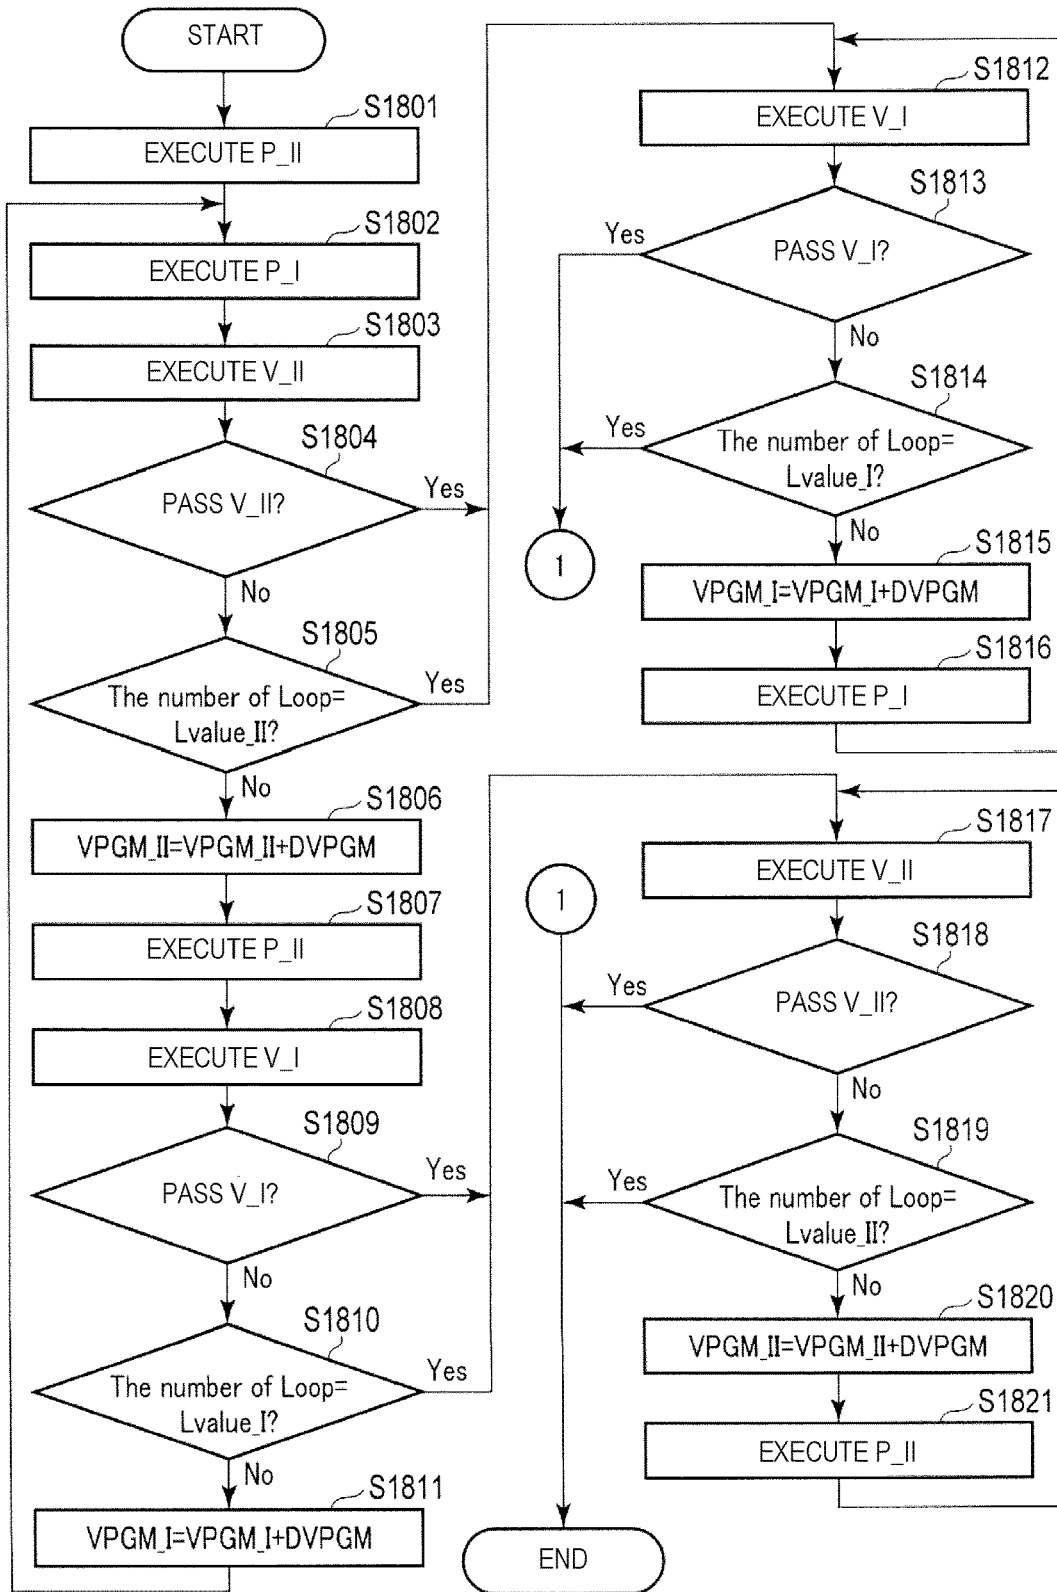 START
S1801
EXECUTE P_II
S1802
EXECUTE P_I
S1803
EXECUTE V_II
S1804
PASS V_II?
Yes
No
S1805
The number of Loop=
Lvalue_II?
Yes
No
S1806
VPGM_II=VPGM_II+DVPGM
S1807
EXECUTE P_II
S1808
EXECUTE V_I
S1809
PASS V_I?
Yes
No
S1810
The number of Loop=
Lvalue_I?
Yes
No
S1811
VPGM_I=VPGM_I+DVPGM
S1812
EXECUTE V_I
S1813
PASS V_I?
Yes
No
S1814
The number of Loop=
Lvalue_I?
Yes
No
1
S1815
VPGM_I=VPGM_I+DVPGM
S1816
EXECUTE P_I
S1817
EXECUTE V_II
1
S1818
PASS V_II?
Yes
No
S1819
The number of Loop=
Lvalue_II?
Yes
No
S1820
VPGM_II=VPGM_II+DVPGM
S1821
EXECUTE P_II
END